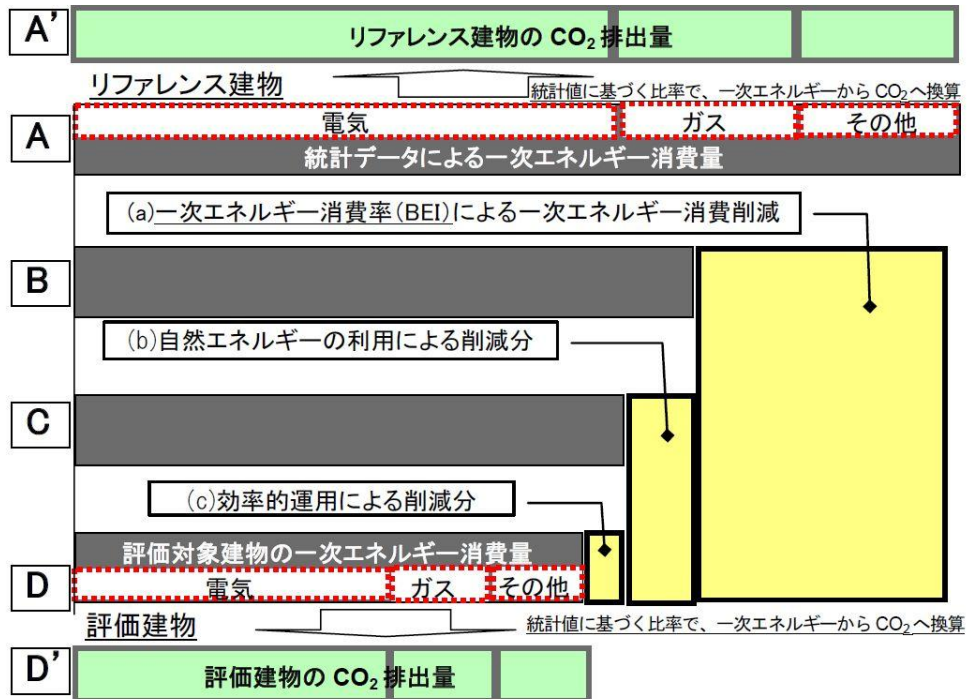 A’
リファレンス建物の CO2 排出量
リファレンス建物
統計値に基づく比率で、一次エネルギーから CO2 へ換算
A
電気
ガス
その他
統計データによる一次エネルギー消費量
(a)一次エネルギー消費率(BEI)による一次エネルギー消費削減
B
(b)自然エネルギーの利用による削減分
C
(c)効率的運用による削減分
評価対象建物の一次エネルギー消費量
D
電気
ガス
その他
評価建物
統計値に基づく比率で、一次エネルギーから CO2 へ換算
D’
評価建物の CO2 排出量